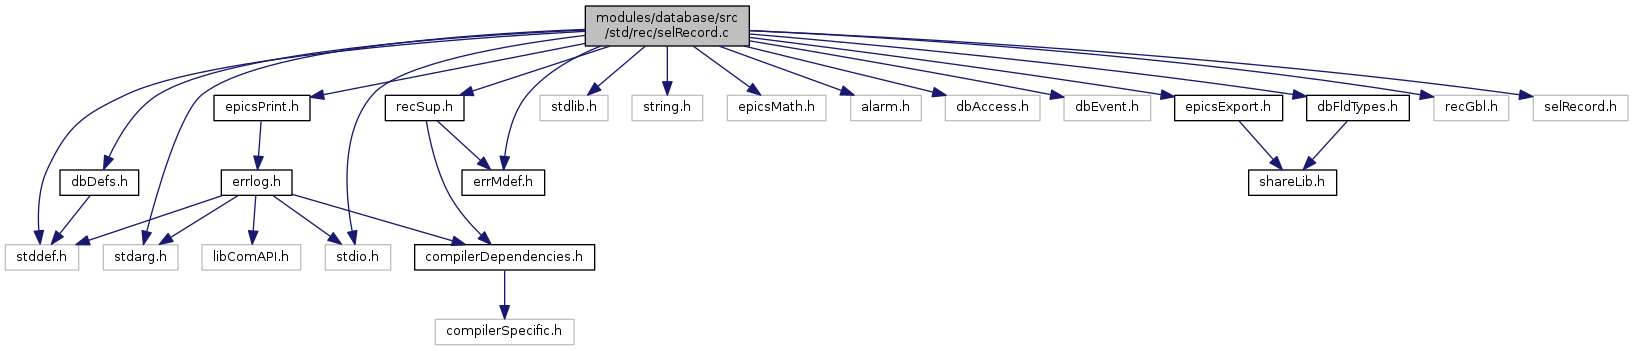 modules/database/src
/std/rec/selRecord.c
epicsPrint.h
recSup.h
stdlib.h
string.h
epicsMath.h
alarm.h
dbAccess.h
dbEvent.h
epicsExport.h
dbFldTypes.h
recGbl.h
selRecord.h
dbDefs.h
errlog.h
errMdef.h
shareLib.h
stddef.h
stdarg.h
libComAPI.h
stdio.h
compilerDependencies.h
compilerSpecific.h